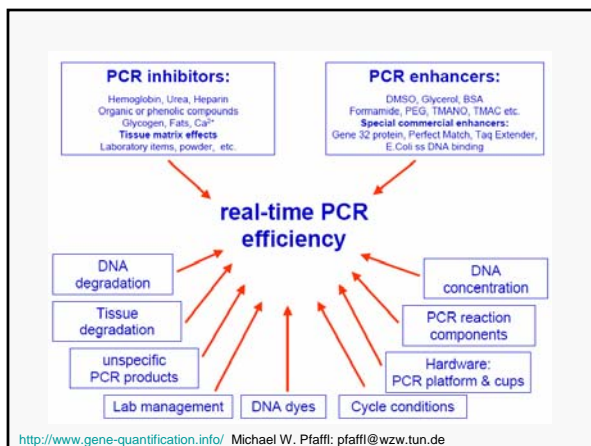 PCR inhibitors:
Hemoglobin, Urea, Heparin
Organic or phenolic compounds
Glycogen, Fats, Ca²⁺
Tissue matrix effects
Laboratory items, powder, etc.
PCR enhancers:
DMSO, Glycerol, BSA
Formamide, PEG, TMANO, TMAC etc.
Special commercial enhancers:
Gene 32 protein, Perfect Match, Taq Extender,
E.Coli ss DNA binding
real-time PCR
efficiency
DNA
degradation
Tissue
degradation
unspecific
PCR products
Lab management
DNA dyes
Cycle conditions
Hardware:
PCR platform & cups
PCR reaction
components
DNA
concentration
http://www.gene-quantification.info/ Michael W. Pfaffl: pfaffl@wzw.tun.de